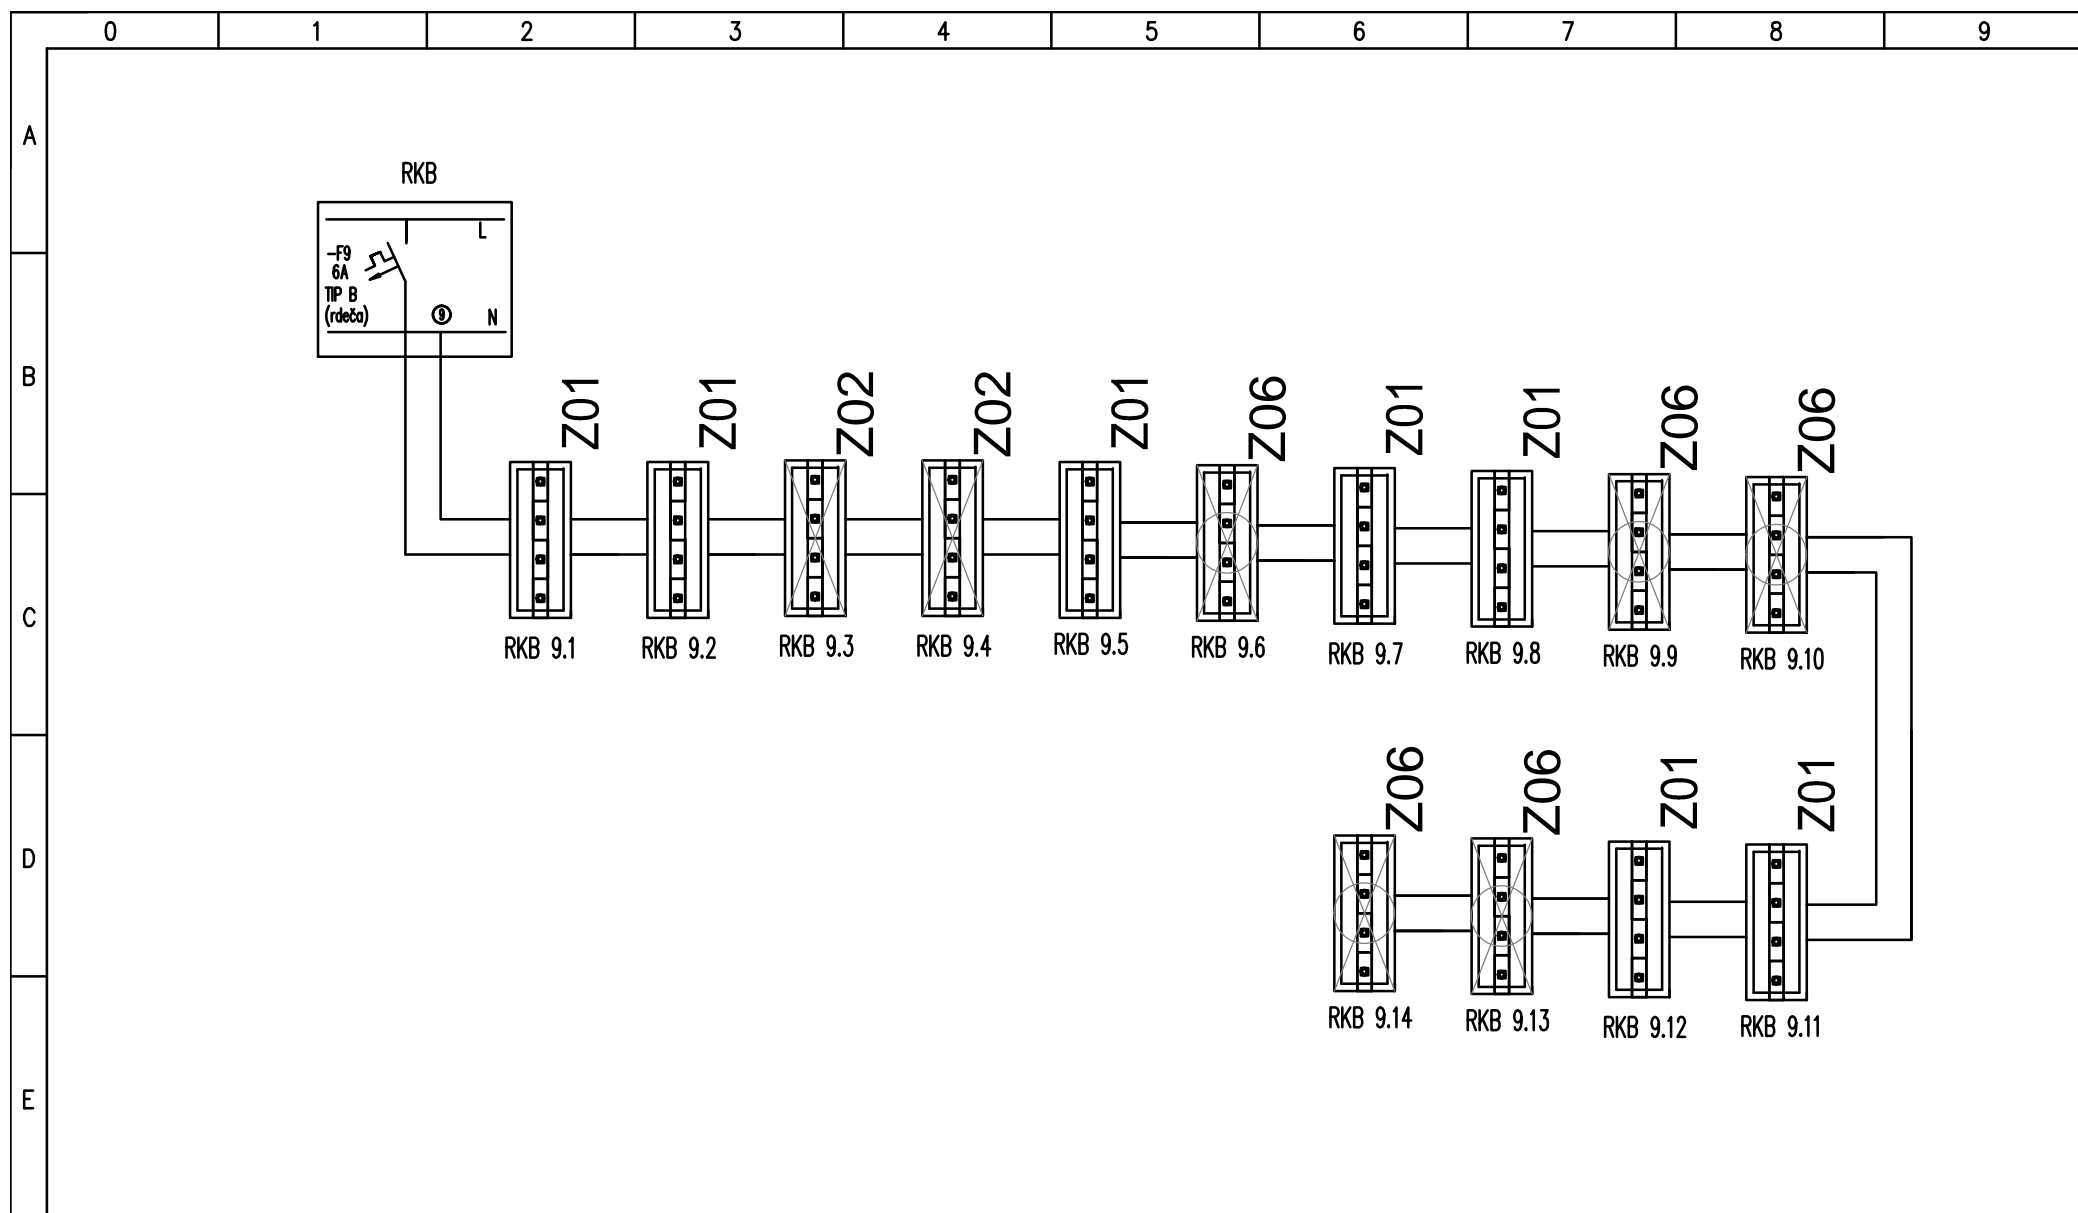 0 1 2 3 4 5 6 7 8 9
A
RKB
L
-F9
6A
TIP B
(rdeča)
9 N
B
Z01 Z01 Z02 Z02 Z01 Z06 Z01 Z01 Z06 Z06
C
RKB 9.1 RKB 9.2 RKB 9.3 RKB 9.4 RKB 9.5 RKB 9.6 RKB 9.7 RKB 9.8 RKB 9.9 RKB 9.10
Z06 Z06 Z01 Z01
D
RKB 9.14 RKB 9.13 RKB 9.12 RKB 9.11
E